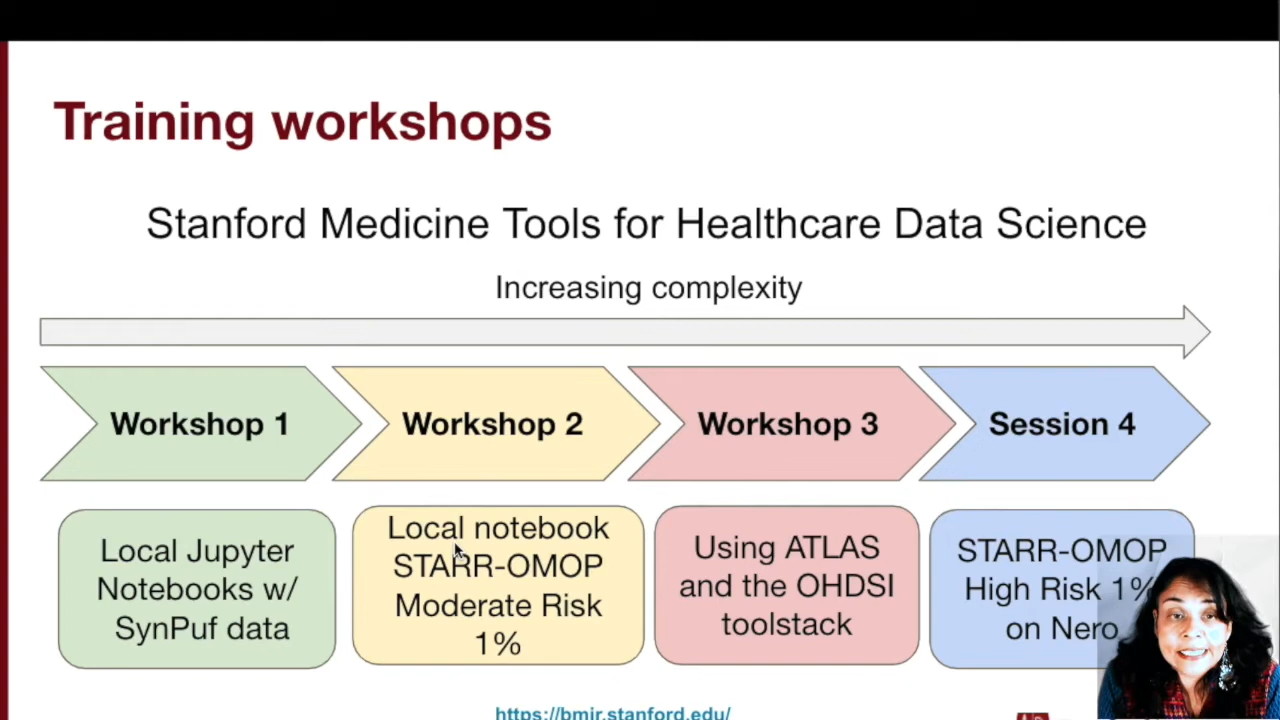 Training workshops
Stanford Medicine Tools for Healthcare Data Science
Increasing complexity
Workshop 1
Workshop 2
Workshop 3
Session 4
Local Jupyter
Notebooks w/
SynPuf data
Local notebook
STARR-OMOP
Moderate Risk
1%
Using ATLAS
and the OHDSI
toolstack
STARR-OMOP
High Risk 1%
on Nero
https://bmir.stanford.edu/